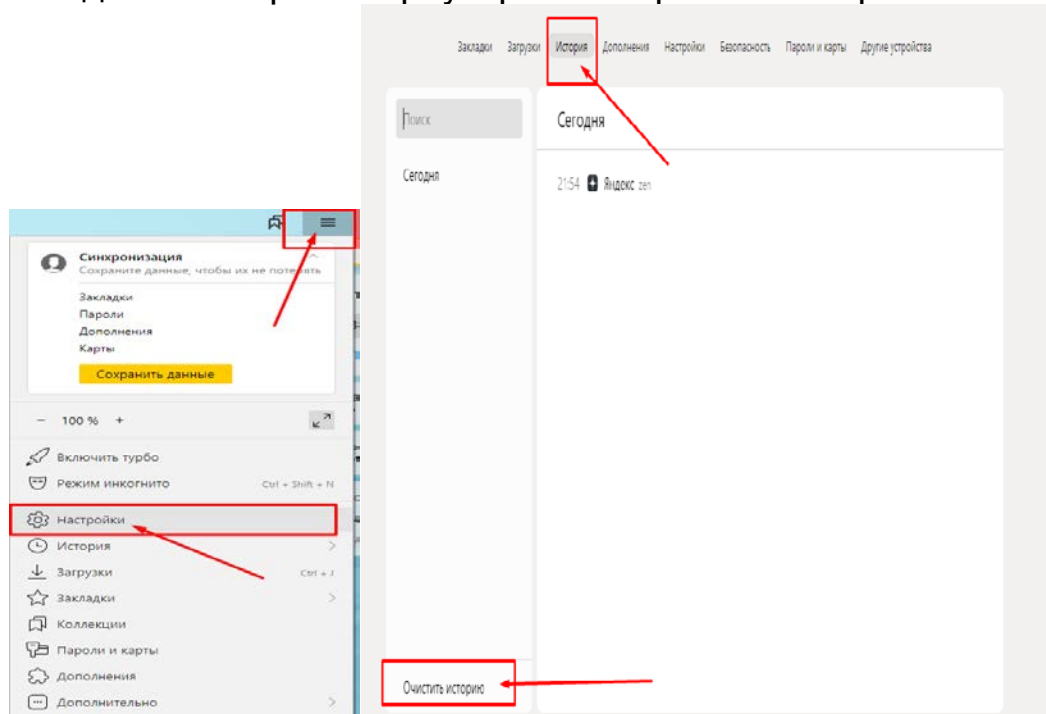 Закладки Загрузки История Дополнения Настройки Безопасность Пароли и карты Другие устройства
Поиск
Сегодня
Сегодня
21:54 Яндекс zen
Очистить историю
Синхронизация
Сохраните данные, чтобы их не потерять
Закладки
Пароли
Дополнения
Карты
Сохранить данные
− 100 % +
Включить турбо
Режим инкогнито Ctrl + Shift + N
Настройки
История
Загрузки Ctrl + J
Закладки
Коллекции
Пароли и карты
Дополнения
Дополнительно